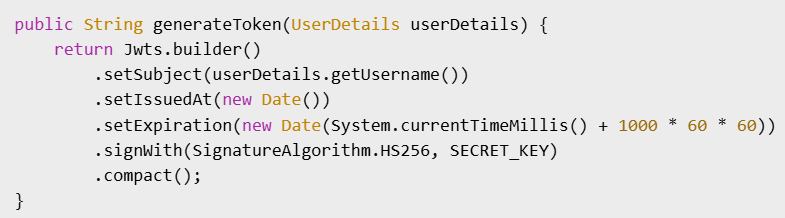 public String generateToken(UserDetails userDetails) {
    return Jwts.builder()
        .setSubject(userDetails.getUsername())
        .setIssuedAt(new Date())
        .setExpiration(new Date(System.currentTimeMillis() + 1000 * 60 * 60))
        .signWith(SignatureAlgorithm.HS256, SECRET_KEY)
        .compact();
}